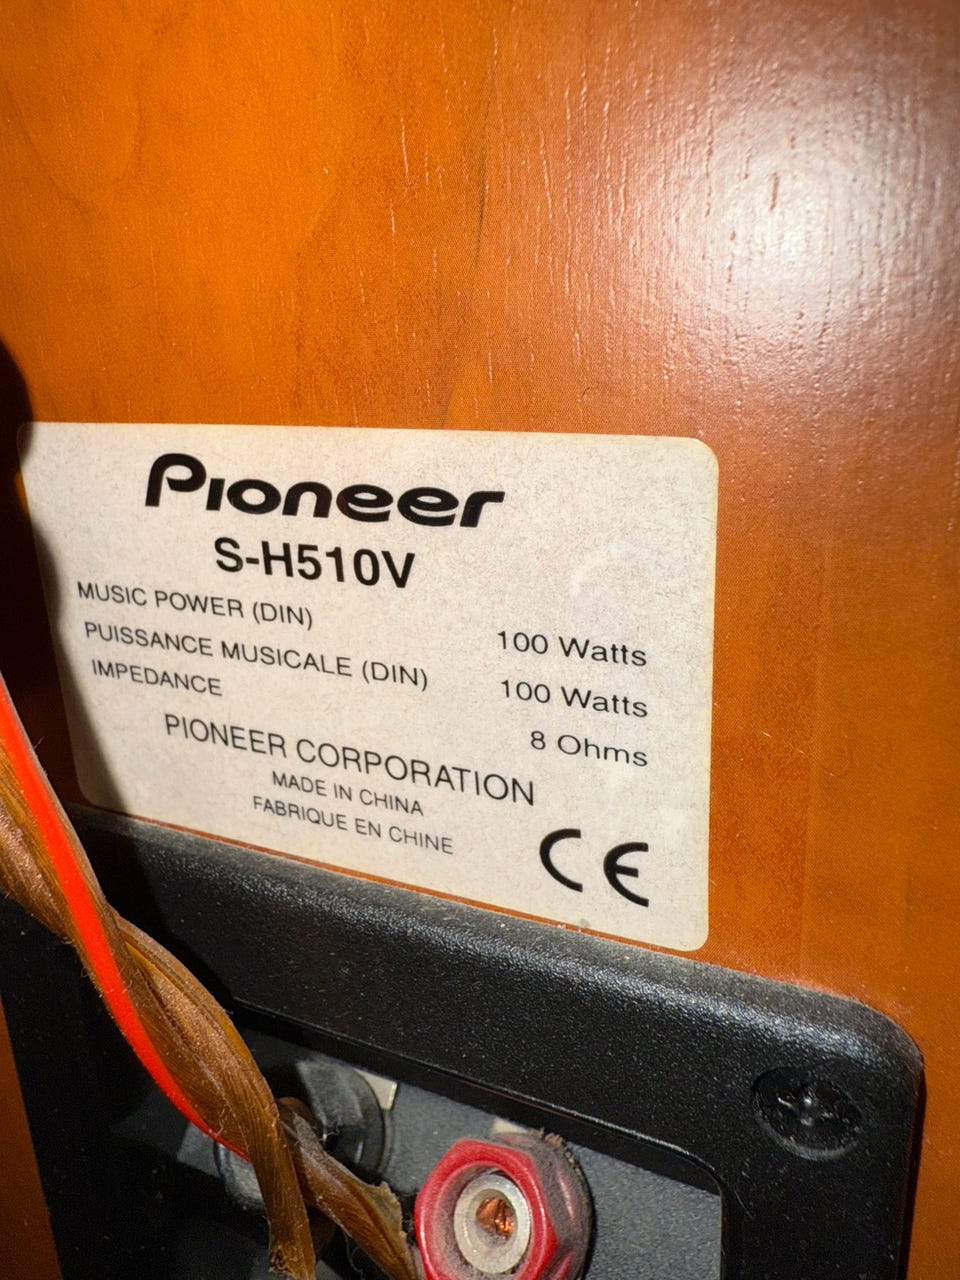 Pioneer
S-H510V
MUSIC POWER (DIN) 100 Watts
PUISSANCE MUSICALE (DIN) 100 Watts
IMPEDANCE 8 Ohms
PIONEER CORPORATION
MADE IN CHINA
FABRIQUE EN CHINE
CE